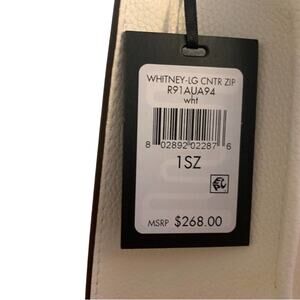 WHITNEY-LG CNTR ZIP
R91AUA94
wht
8 02892 02287 6
1SZ
MSRP $268.00